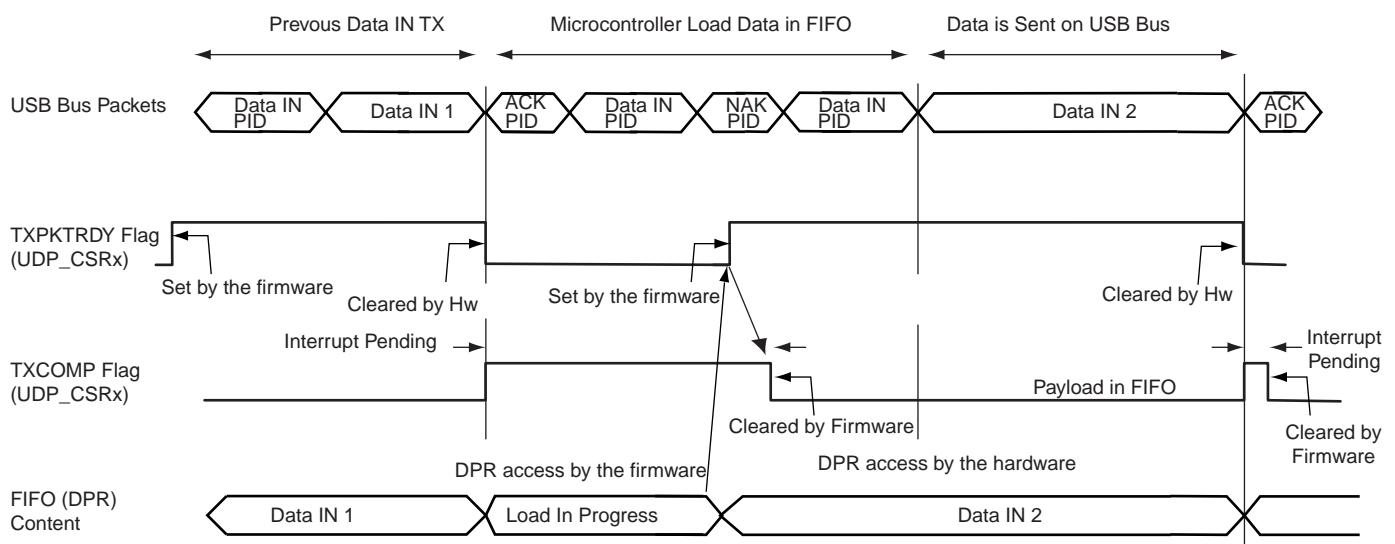 Prevous Data IN TX
Microcontroller Load Data in FIFO
Data is Sent on USB Bus
USB Bus Packets
Data IN
PID
Data IN 1
ACK
PID
Data IN
PID
NAK
PID
Data IN
PID
Data IN 2
ACK
PID
TXPKTRDY Flag
(UDP_CSRx)
Set by the firmware
Cleared by Hw
Set by the firmware
Cleared by Hw
Interrupt Pending
Interrupt
Pending
TXCOMP Flag
(UDP_CSRx)
Payload in FIFO
Cleared by Firmware
Cleared by
Firmware
DPR access by the firmware
DPR access by the hardware
FIFO (DPR)
Content
Data IN 1
Load In Progress
Data IN 2